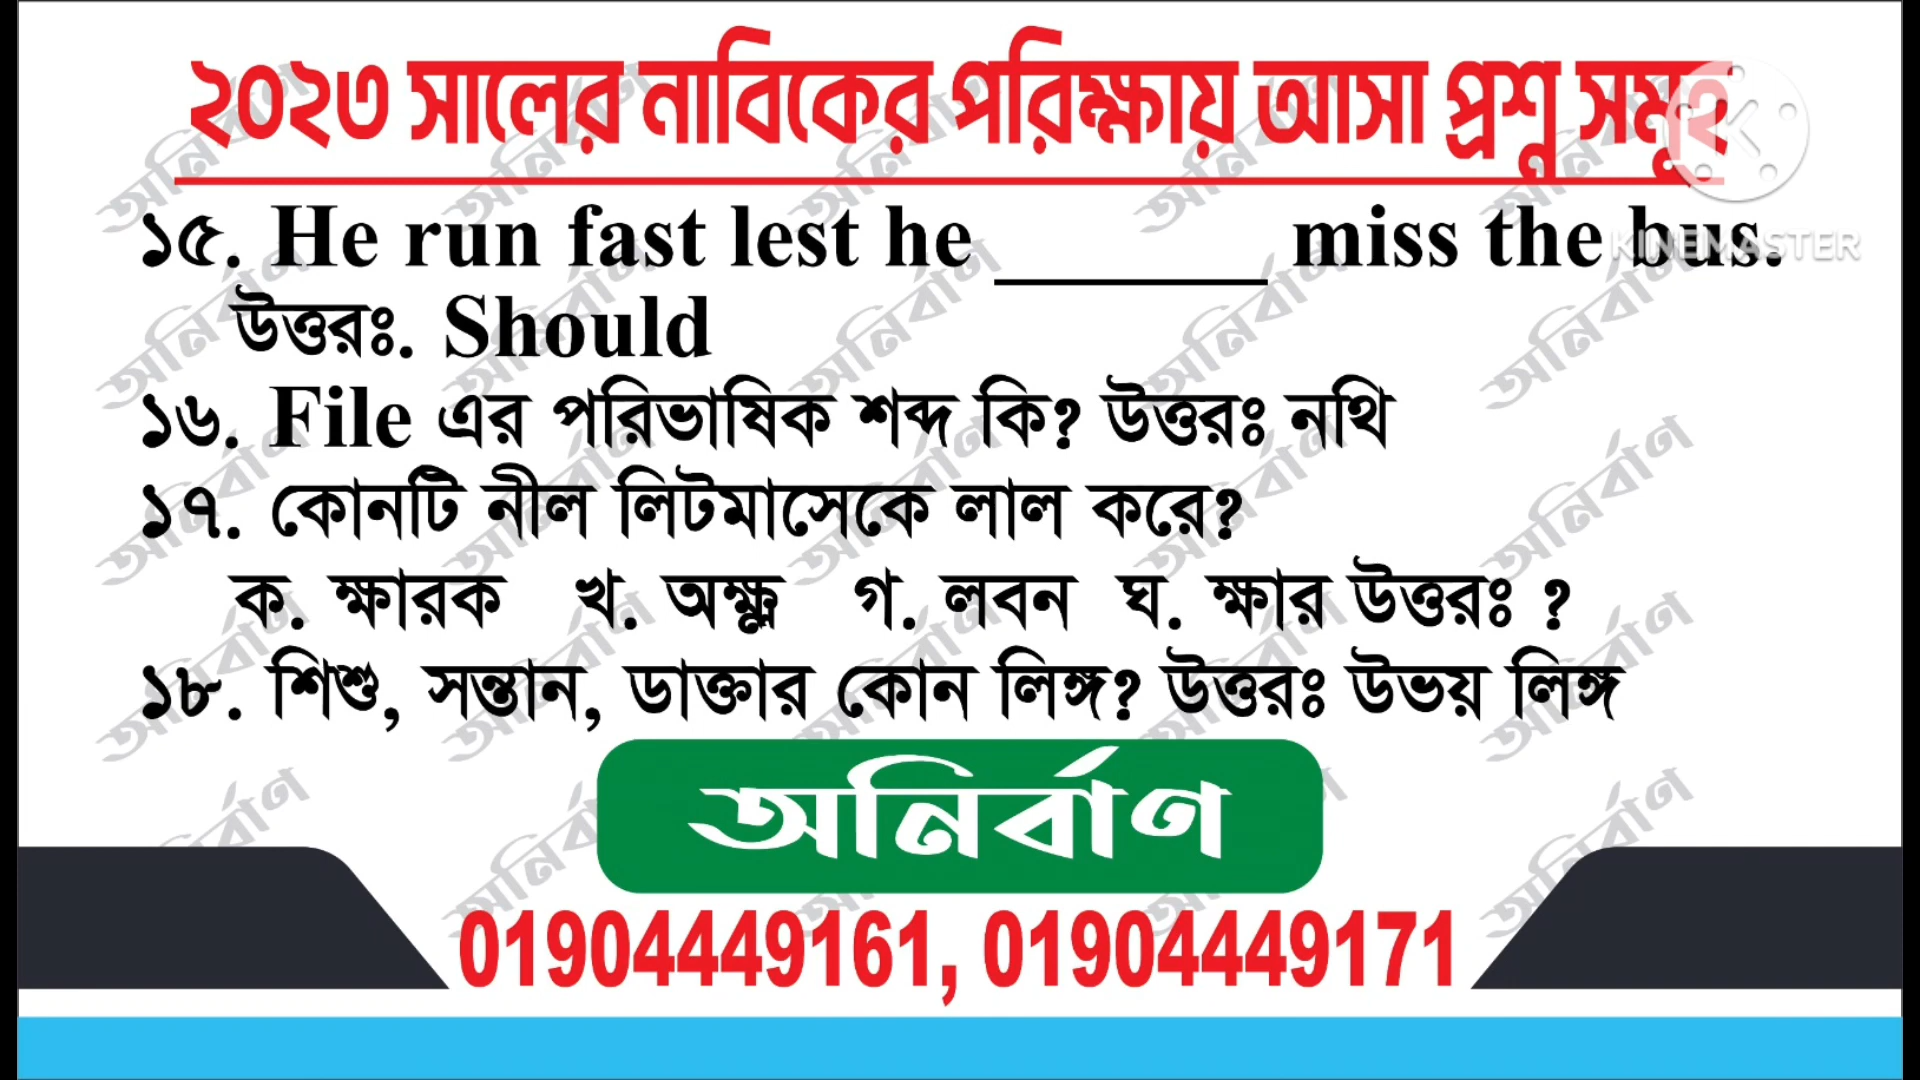 ২০২৩ সালের নাবিকের পরিক্ষায় আসা প্রশ্ন সমূহ
১৫. He run fast lest he ______ miss the bus.
KINEMASTER
উত্তরঃ. Should
১৬. File এর পরিভাষিক শব্দ কি? উত্তরঃ নথি
১৭. কোনটি নীল লিটমাসেকে লাল করে?
ক. ক্ষারক খ. অক্ষ্ণ গ. লবন ঘ. ক্ষার উত্তরঃ ?
১৮. শিশু, সন্তান, ডাক্তার কোন লিঙ্গ? উত্তরঃ উভয় লিঙ্গ
অনির্বাণ
01904449161, 01904449171